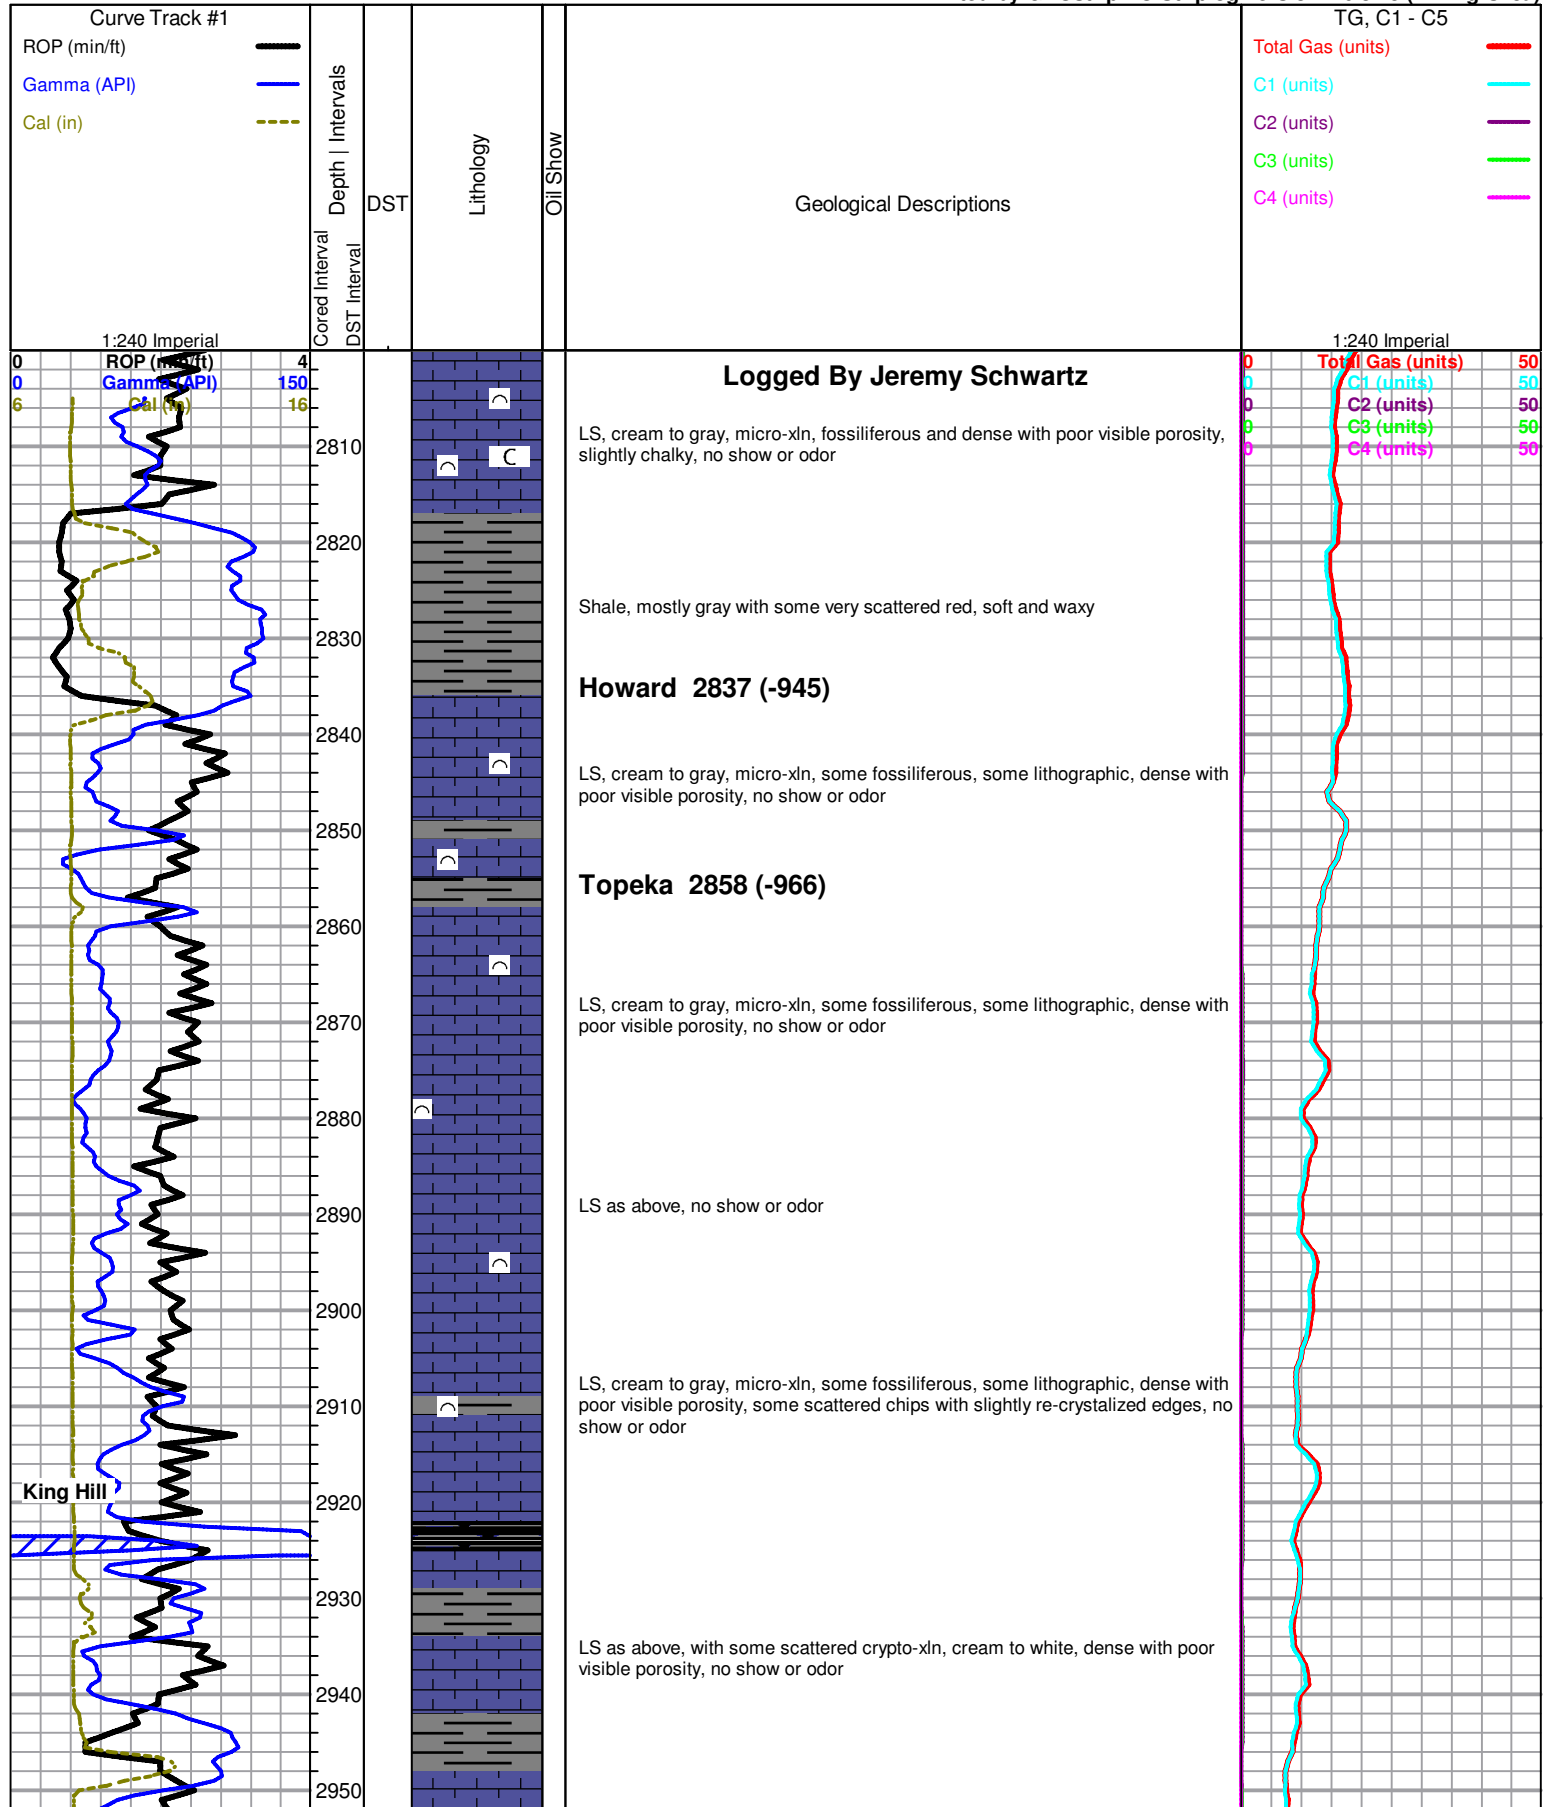 Curve Track #1
ROP (min/ft)
Gamma (API)
Cal (in)
1:240 Imperial
Depth | Intervals
Cored Interval
DST Interval
DST
Lithology
Oil Show
Geological Descriptions
TG, C1 - C5
Total Gas (units)
C1 (units)
C2 (units)
C3 (units)
C4 (units)
1:240 Imperial
0 ROP (min/ft) 4
0 Gamma (API) 150
6 Cal (in) 16
0 Total Gas (units) 50
0 C1 (units) 50
0 C2 (units) 50
0 C3 (units) 50
0 C4 (units) 50
Logged By Jeremy Schwartz
LS, cream to gray, micro-xln, fossiliferous and dense with poor visible porosity,
slightly chalky, no show or odor
2810
C
2820
Shale, mostly gray with some very scattered red, soft and waxy
2830
Howard 2837 (-945)
2840
LS, cream to gray, micro-xln, some fossiliferous, some lithographic, dense with
poor visible porosity, no show or odor
2850
Topeka 2858 (-966)
2860
LS, cream to gray, micro-xln, some fossiliferous, some lithographic, dense with
poor visible porosity, no show or odor
2870
2880
LS as above, no show or odor
2890
2900
LS, cream to gray, micro-xln, some fossiliferous, some lithographic, dense with
poor visible porosity, some scattered chips with slightly re-crystalized edges, no
show or odor
2910
King Hill
2920
2930
LS as above, with some scattered crypto-xln, cream to white, dense with poor
visible porosity, no show or odor
2940
2950